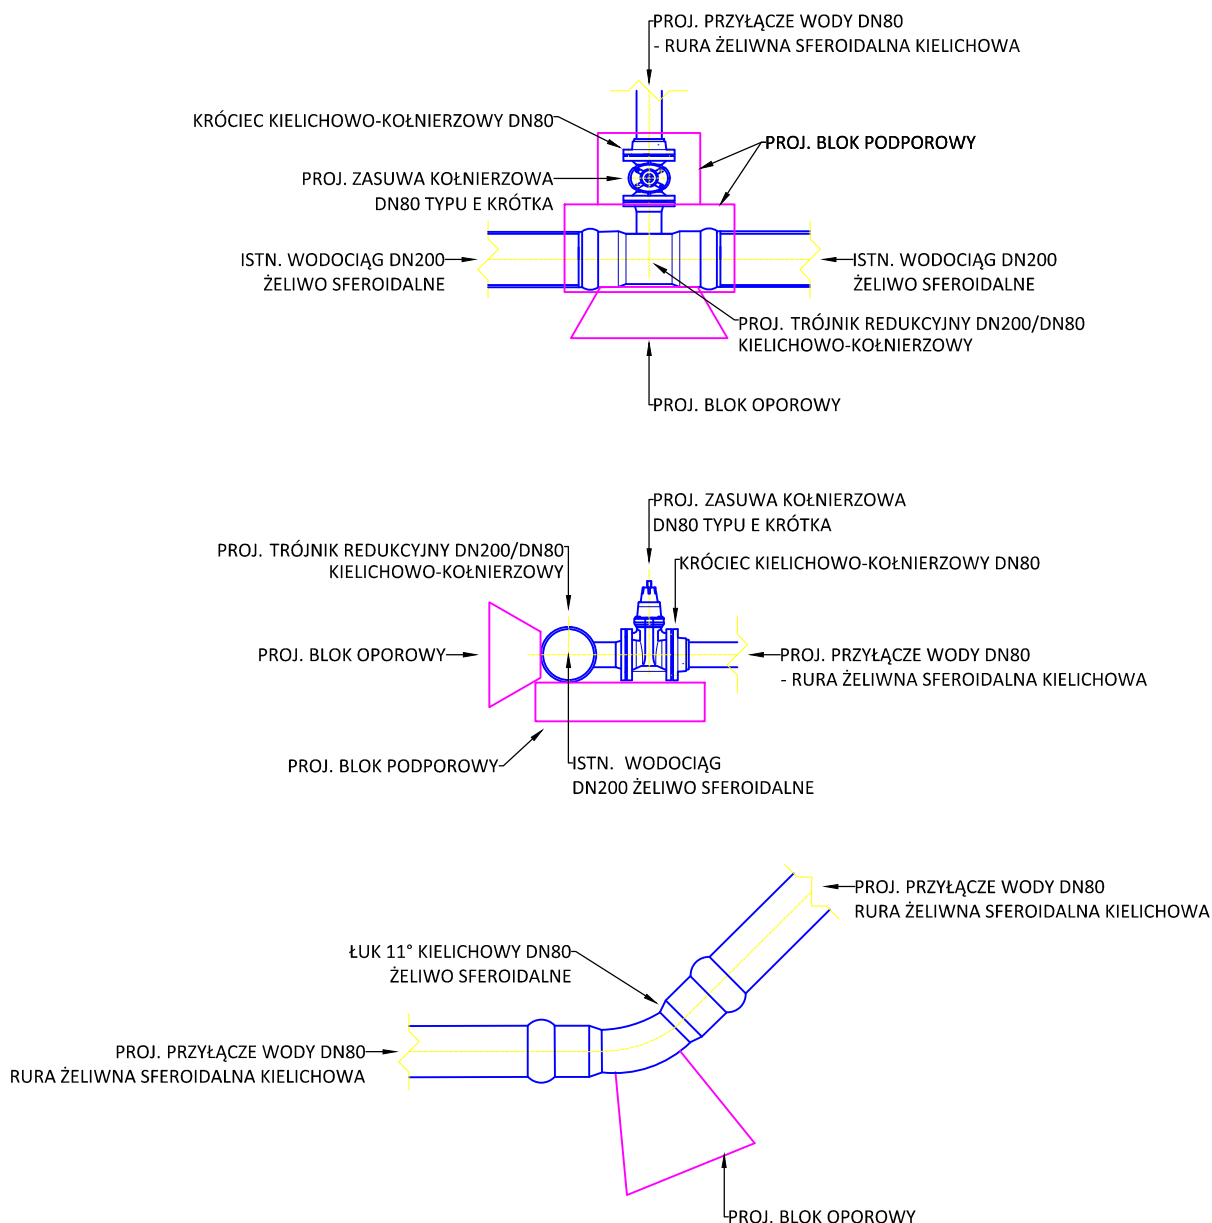 PROJ. PRZYŁĄCZE WODY DN80
- RURA ŻELIWNA SFEROIDALNA KIELICHOWA
KRÓCIEC KIELICHOWO-KOŁNIERZOWY DN80
PROJ. BLOK PODPOROWY
PROJ. ZASUWA KOŁNIERZOWA
DN80 TYPU E KRÓTKA
ISTN. WODOCIĄG DN200
ŻELIWO SFEROIDALNE
ISTN. WODOCIĄG DN200
ŻELIWO SFEROIDALNE
PROJ. TRÓJNIK REDUKCYJNY DN200/DN80
KIELICHOWO-KOŁNIERZOWY
PROJ. BLOK OPOROWY
PROJ. ZASUWA KOŁNIERZOWA
DN80 TYPU E KRÓTKA
PROJ. TRÓJNIK REDUKCYJNY DN200/DN80
KIELICHOWO-KOŁNIERZOWY
KRÓCIEC KIELICHOWO-KOŁNIERZOWY DN80
PROJ. BLOK OPOROWY
PROJ. PRZYŁĄCZE WODY DN80
- RURA ŻELIWNA SFEROIDALNA KIELICHOWA
PROJ. BLOK PODPOROWY
ISTN. WODOCIĄG
DN200 ŻELIWO SFEROIDALNE
PROJ. PRZYŁĄCZE WODY DN80
RURA ŻELIWNA SFEROIDALNA KIELICHOWA
ŁUK 11° KIELICHOWY DN80
ŻELIWO SFEROIDALNE
PROJ. PRZYŁĄCZE WODY DN80
RURA ŻELIWNA SFEROIDALNA KIELICHOWA
PROJ. BLOK OPOROWY